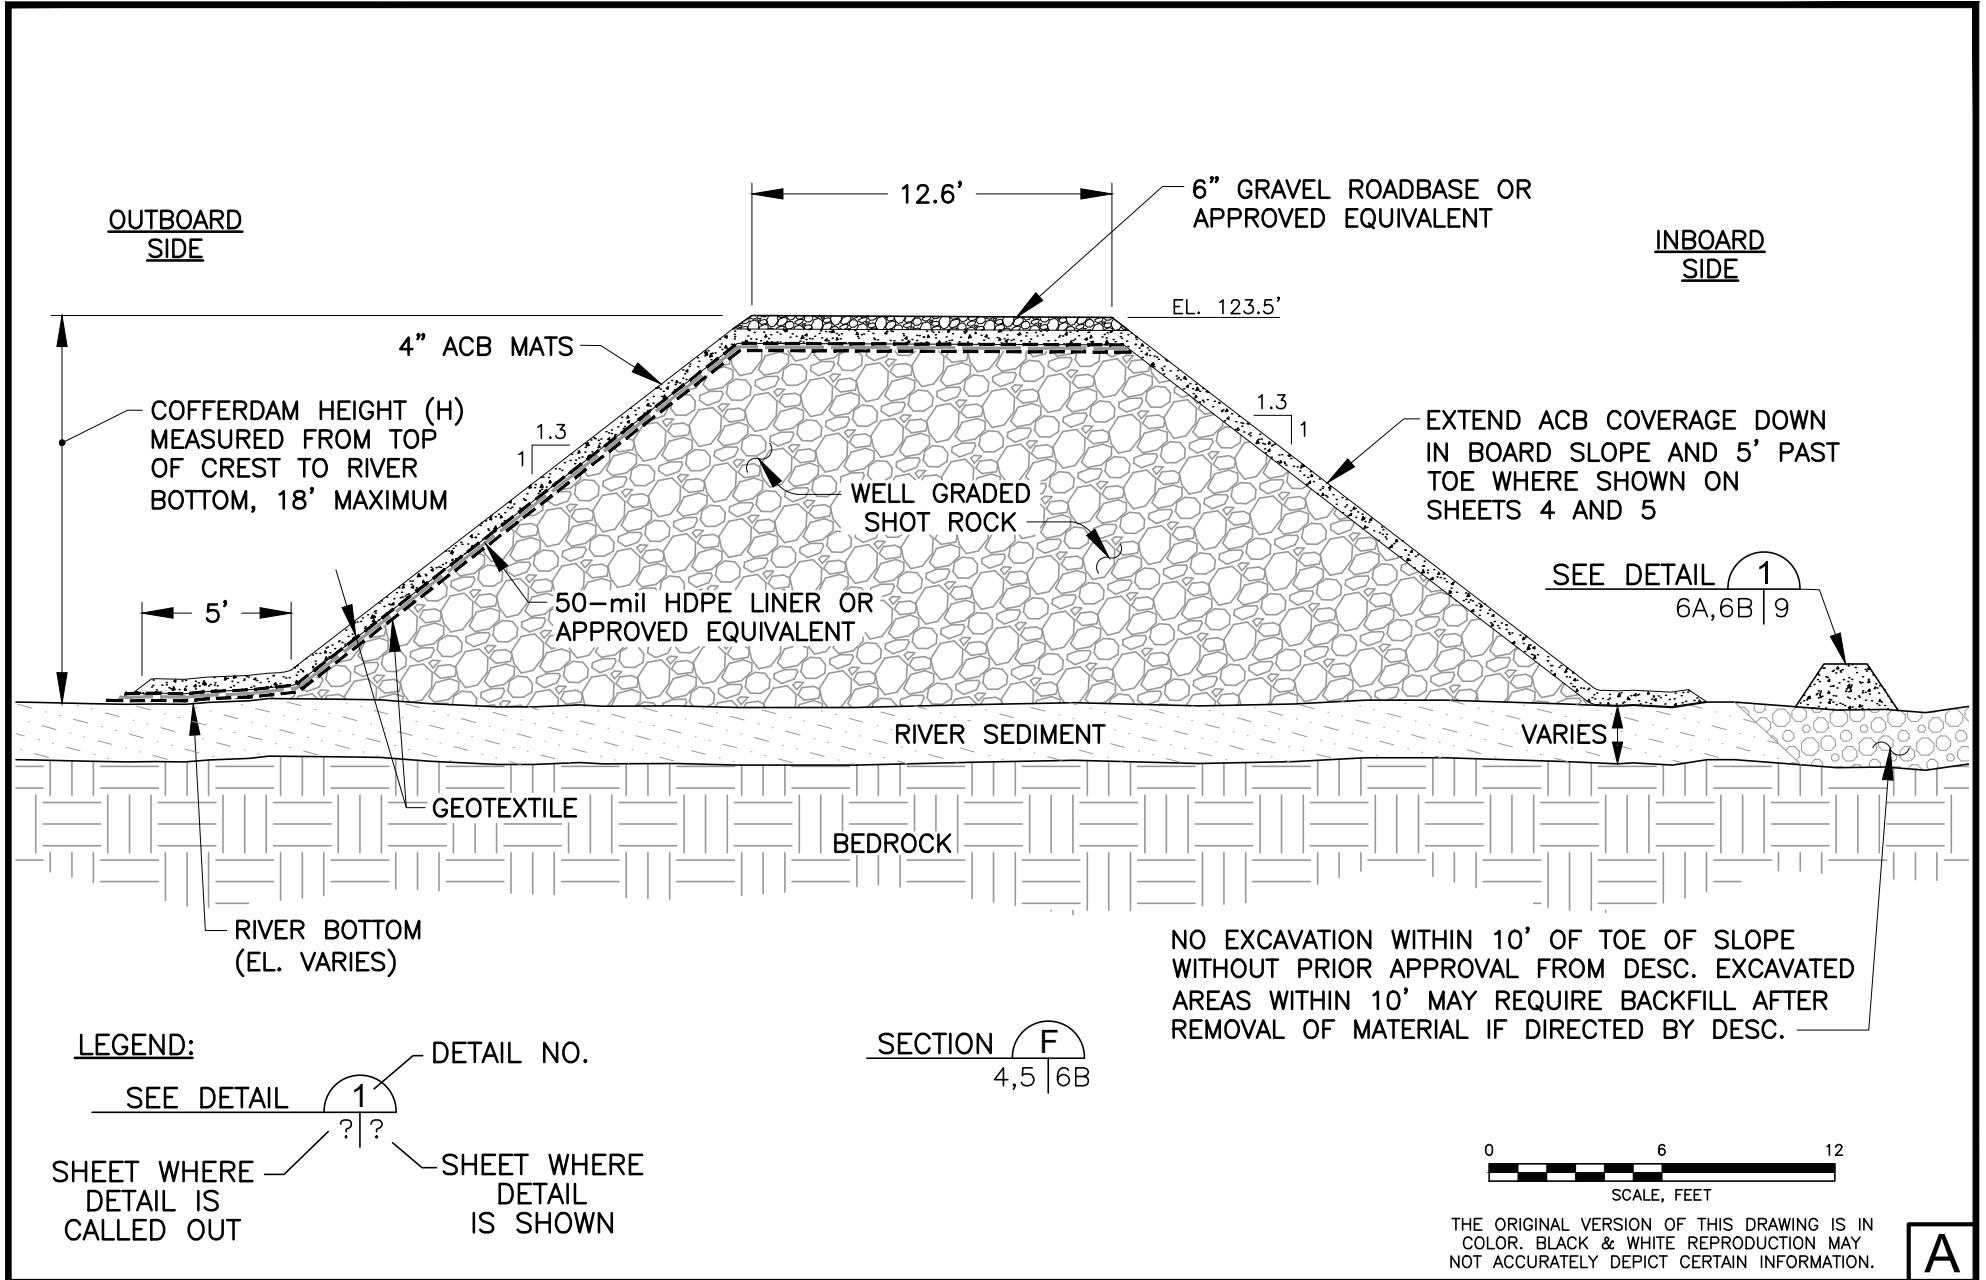 OUTBOARD
SIDE
12.6'
6" GRAVEL ROADBASE OR
APPROVED EQUIVALENT
INBOARD
SIDE
EL. 123.5'
4" ACB MATS
COFFERDAM HEIGHT (H)
MEASURED FROM TOP
OF CREST TO RIVER
BOTTOM, 18' MAXIMUM
1.3
1
1.3
1
EXTEND ACB COVERAGE DOWN
IN BOARD SLOPE AND 5' PAST
TOE WHERE SHOWN ON
SHEETS 4 AND 5
WELL GRADED
SHOT ROCK
SEE DETAIL 1
6A,6B 9
5'
50-mil HDPE LINER OR
APPROVED EQUIVALENT
RIVER SEDIMENT
VARIES
GEOTEXTILE
BEDROCK
RIVER BOTTOM
(EL. VARIES)
NO EXCAVATION WITHIN 10' OF TOE OF SLOPE
WITHOUT PRIOR APPROVAL FROM DESC. EXCAVATED
AREAS WITHIN 10' MAY REQUIRE BACKFILL AFTER
REMOVAL OF MATERIAL IF DIRECTED BY DESC.
LEGEND:
DETAIL NO.
SEE DETAIL 1
? ?
SHEET WHERE
DETAIL IS
CALLED OUT
SHEET WHERE
DETAIL
IS SHOWN
SECTION F
4,5 6B
0 6 12
SCALE, FEET
THE ORIGINAL VERSION OF THIS DRAWING IS IN
COLOR. BLACK & WHITE REPRODUCTION MAY
NOT ACCURATELY DEPICT CERTAIN INFORMATION.
A